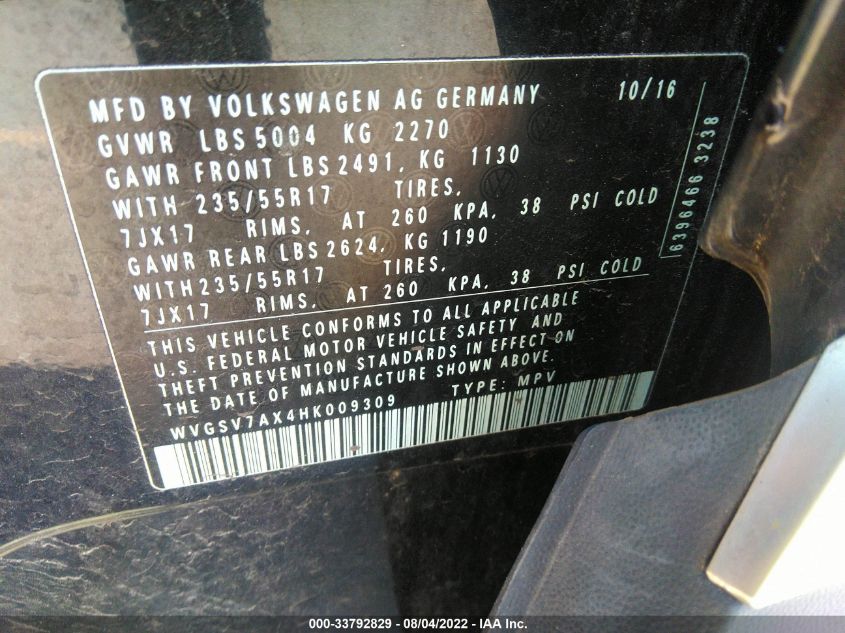 MFD BY VOLKSWAGEN AG GERMANY 10/16
GVWR LBS 5004 KG 2270
GAWR FRONT LBS 2491, KG 1130
WITH 235/55R17 TIRES,
7JX17 RIMS, AT 260 KPA, 38 PSI COLD
GAWR REAR LBS 2624, KG 1190
WITH 235/55R17 TIRES,
7JX17 RIMS, AT 260 KPA, 38 PSI COLD
THIS VEHICLE CONFORMS TO ALL APPLICABLE
U.S. FEDERAL MOTOR VEHICLE SAFETY AND
THEFT PREVENTION STANDARDS IN EFFECT ON
THE DATE OF MANUFACTURE SHOWN ABOVE.
WVGSV7AX4HK009309 TYPE: MPV
6396466 3238
000-33792829 - 08/04/2022 - IAA Inc.